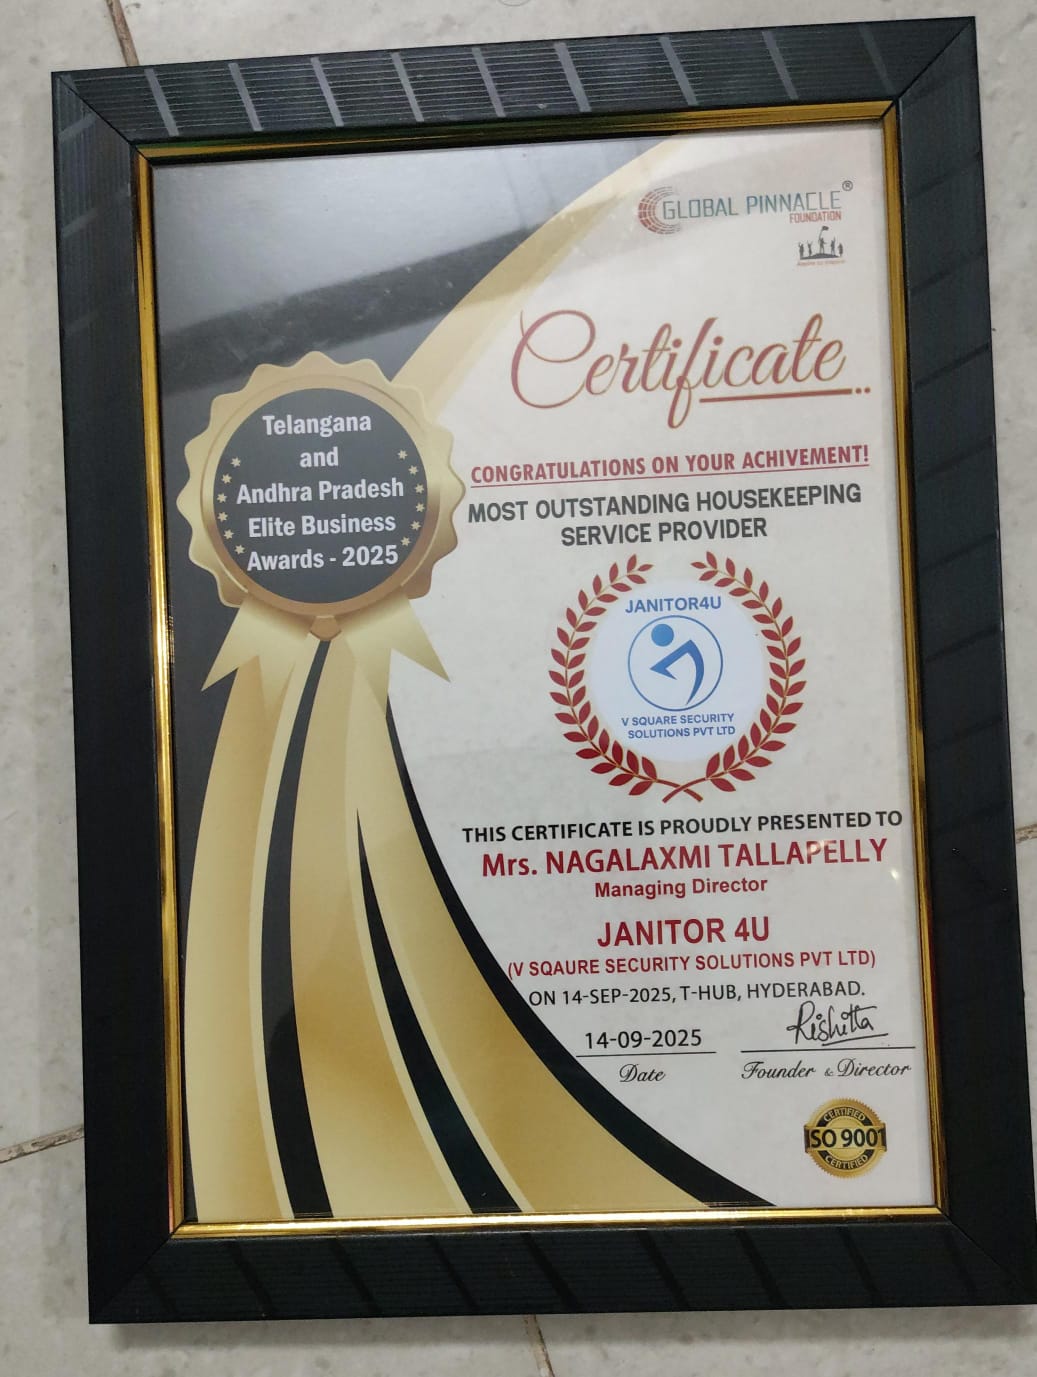 GLOBAL PINNACLE®
FOUNDATION
Certificate..
Telangana
and
Andhra Pradesh
Elite Business
Awards - 2025
CONGRATULATIONS ON YOUR ACHIVEMENT!
MOST OUTSTANDING HOUSEKEEPING
SERVICE PROVIDER
JANITOR4U
V SQUARE SECURITY
SOLUTIONS PVT LTD
THIS CERTIFICATE IS PROUDLY PRESENTED TO
Mrs. NAGALAXMI TALLAPELLY
Managing Director
JANITOR 4U
(V SQAURE SECURITY SOLUTIONS PVT LTD)
ON 14-SEP-2025, T-HUB, HYDERABAD.
14-09-2025
Rishitta
Date
Founder & Director
CERTIFIED
ISO 9001
CERTIFIED